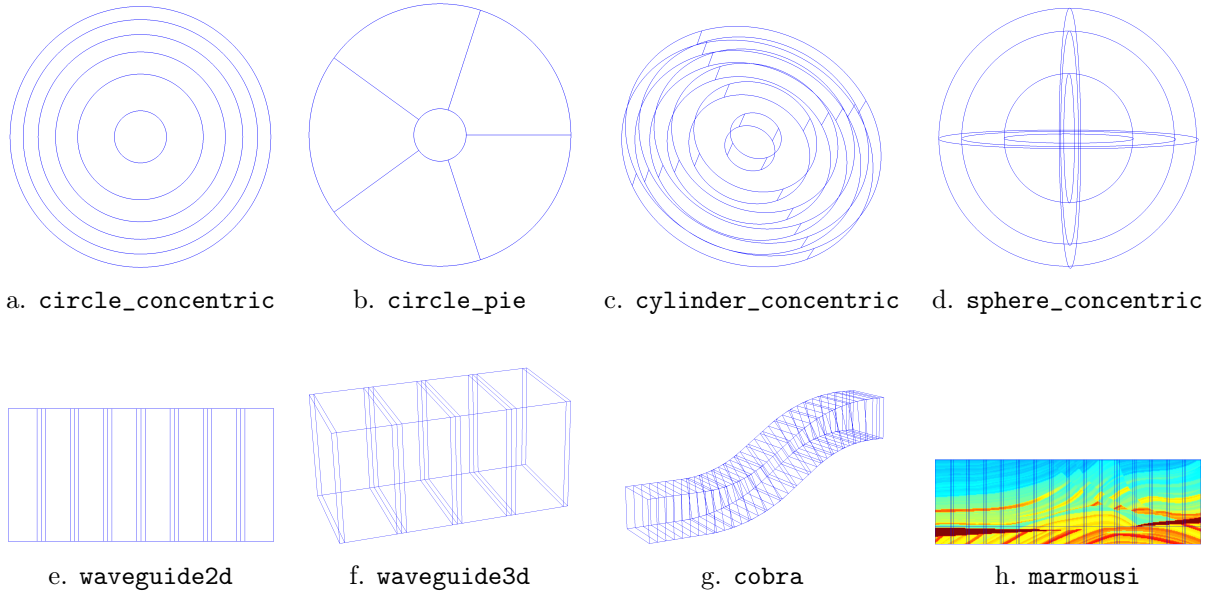 a. circle_concentric b. circle_pie c. cylinder_concentric d. sphere_concentric
e. waveguide2d f. waveguide3d g. cobra h. marmousi